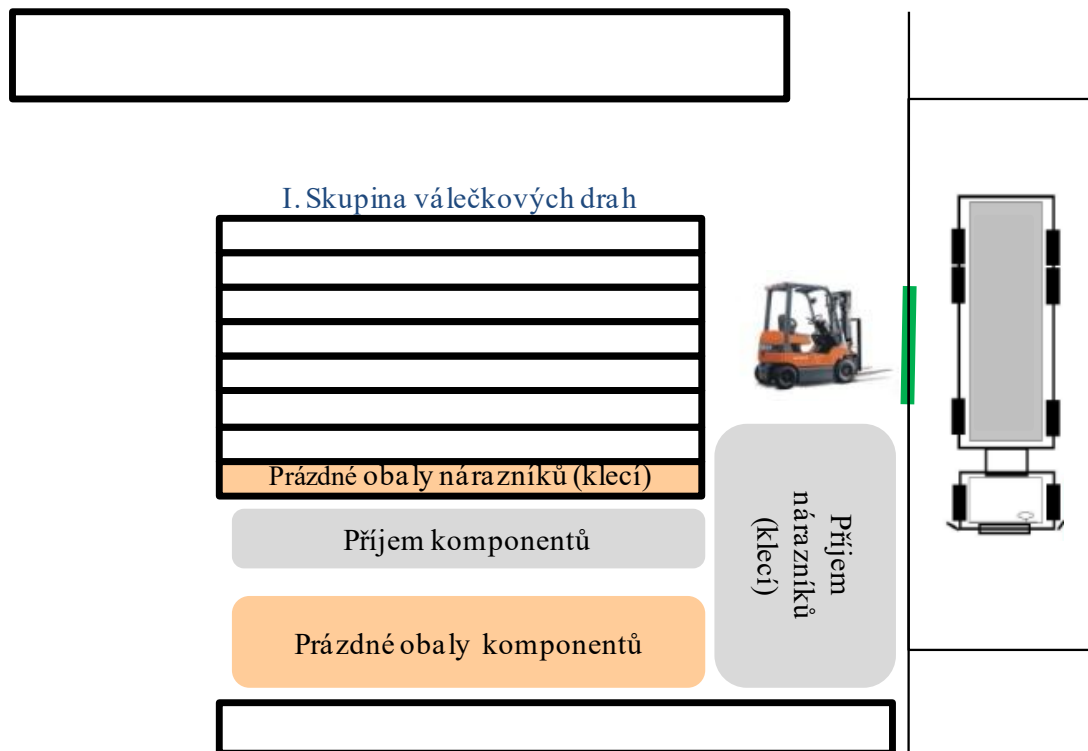 I. Skupina válečkových drah
Prázdné obaly nárazníků (klecí)
Příjem komponentů
Prázdné obaly komponentů
Příjem
nárazníků
(klecí)